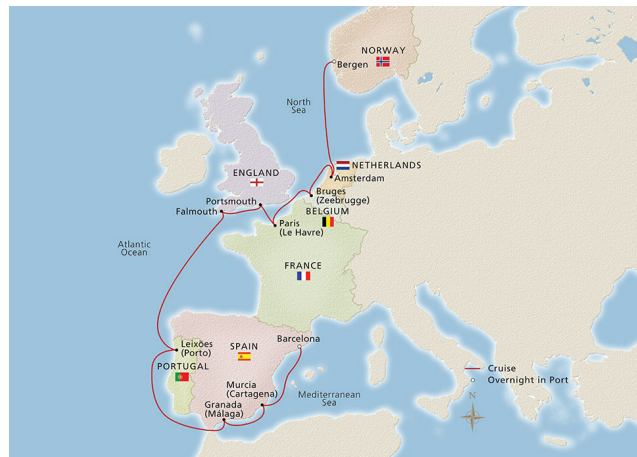 NORWAY
Bergen
North
Sea
NETHERLANDS
Amsterdam
ENGLAND
Portsmouth
Falmouth
Bruges
(Zeebrugge)
BELGIUM
Paris
(Le Havre)
Atlantic
Ocean
FRANCE
Barcelona
Leixões
(Porto)
SPAIN
PORTUGAL
Murcia
(Cartagena)
Granada
(Málaga)
Mediterranean
Sea
Cruise
Overnight in Port
N